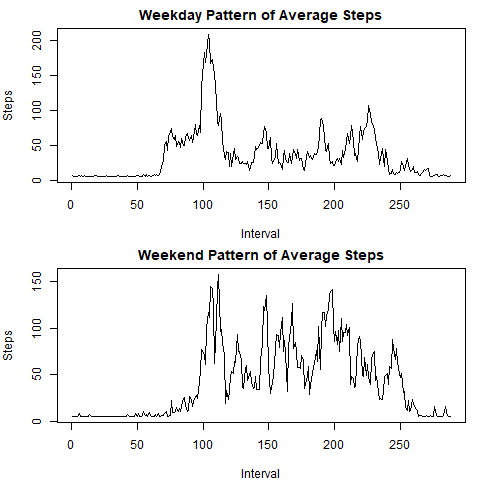 Weekday Pattern of Average Steps
Steps
0 50 100 150 200
0 50 100 150 200 250
Interval
Weekend Pattern of Average Steps
Steps
0 50 100 150
0 50 100 150 200 250
Interval